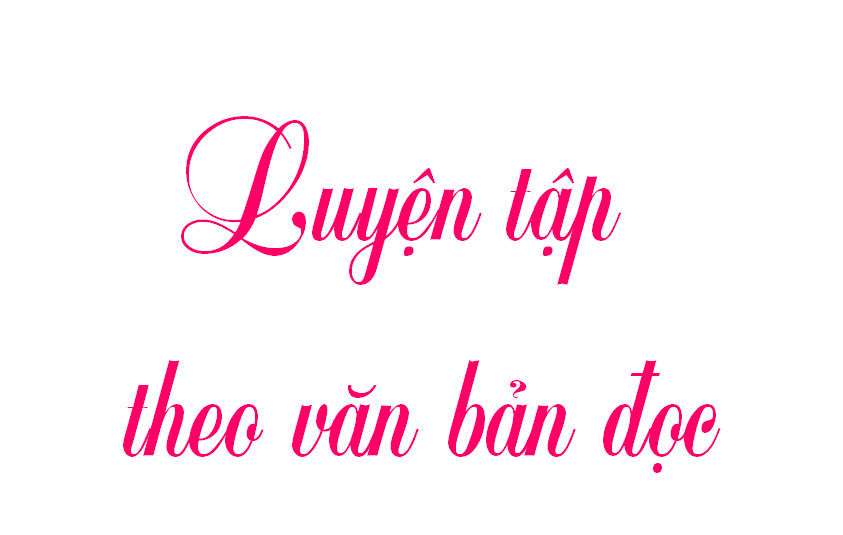 Luyện tập
theo văn bản đọc